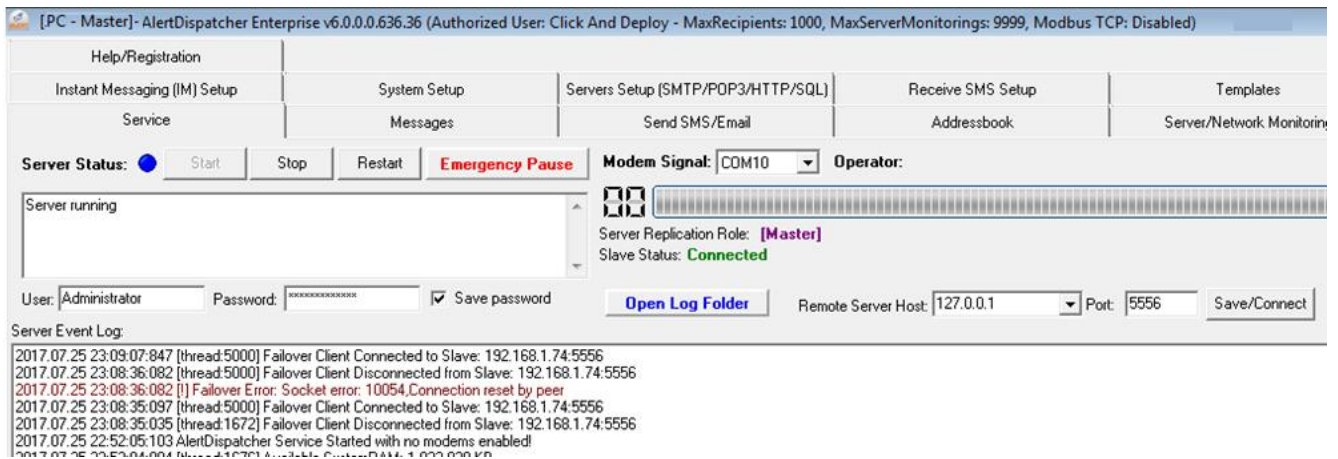 [PC - Master]- AlertDispatcher Enterprise v6.0.0.0.636.36 (Authorized User: Click And Deploy - MaxRecipients: 1000, MaxServerMonitorings: 9999, Modbus TCP: Disabled)
Help/Registration
Instant Messaging (IM) Setup System Setup Servers Setup (SMTP/POP3/HTTP/SQL) Receive SMS Setup Templates
Service Messages Send SMS/Email Addressbook Server/Network Monitoring
Server Status: Start Stop Restart Emergency Pause Modem Signal: COM10 Operator:
Server running
00
Server Replication Role: [Master]
Slave Status: Connected
User: Administrator Password: ************* Save password Open Log Folder Remote Server Host: 127.0.0.1 Port: 5556 Save/Connect
Server Event Log:
2017.07.25 23:09:07:847 [thread:5000] Failover Client Connected to Slave: 192.168.1.74:5556
2017.07.25 23:08:36:082 [thread:5000] Failover Client Disconnected from Slave: 192.168.1.74:5556
2017.07.25 23:08:36:082 [!] Failover Error: Socket error: 10054,Connection reset by peer
2017.07.25 23:08:35:097 [thread:5000] Failover Client Connected to Slave: 192.168.1.74:5556
2017.07.25 23:08:35:035 [thread:1672] Failover Client Disconnected from Slave: 192.168.1.74:5556
2017.07.25 22:52:05:103 AlertDispatcher Service Started with no modems enabled!